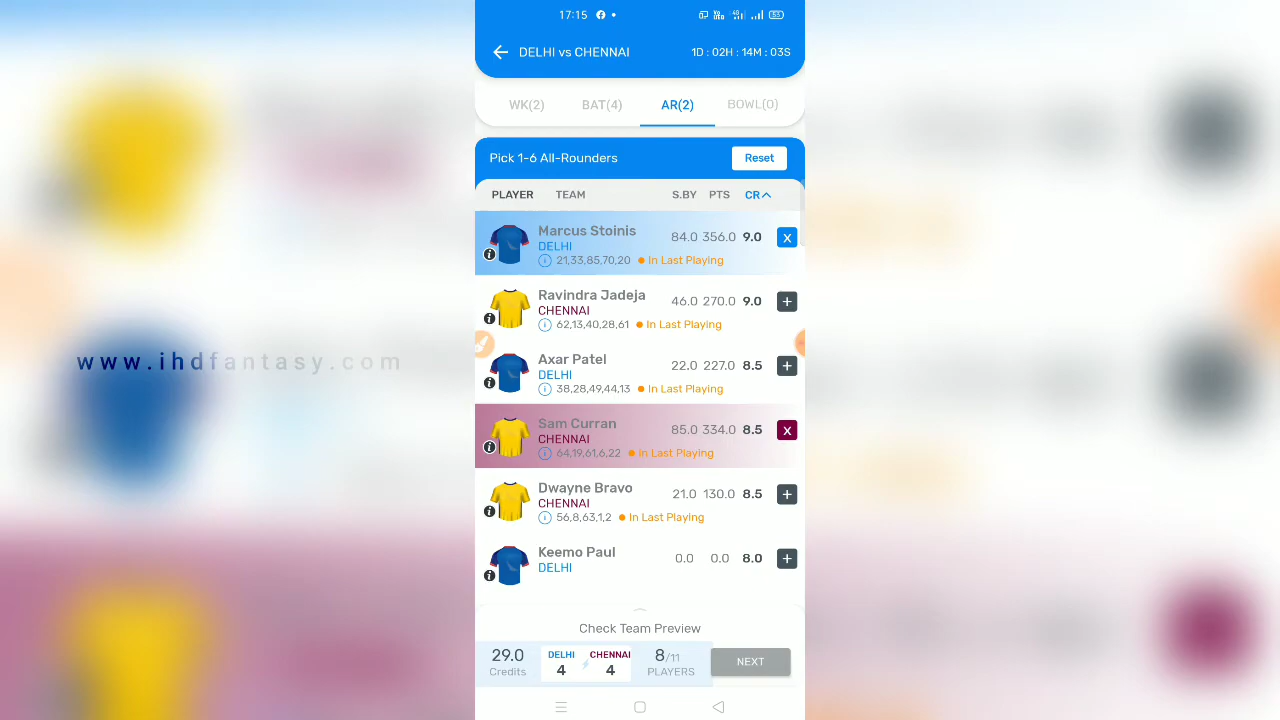 17:15
53
DELHI vs CHENNAI 1D : 02H : 14M : 03S
WK(2) BAT(4) AR(2) BOWL(0)
Pick 1-6 All-Rounders Reset
PLAYER TEAM S.BY PTS CR
Marcus Stoinis 84.0 356.0 9.0 X
DELHI
21,33,85,70,20 In Last Playing
Ravindra Jadeja 46.0 270.0 9.0 +
CHENNAI
62,13,40,28,61 In Last Playing
Axar Patel 22.0 227.0 8.5 +
DELHI
38,28,49,44,13 In Last Playing
Sam Curran 85.0 334.0 8.5 X
CHENNAI
64,19,61,6,22 In Last Playing
Dwayne Bravo 21.0 130.0 8.5 +
CHENNAI
56,8,63,1,2 In Last Playing
Keemo Paul 0.0 0.0 8.0 +
DELHI
Check Team Preview
29.0 DELHI CHENNAI 8/11 NEXT
Credits 4 4 PLAYERS
www.ihdfantasy.com